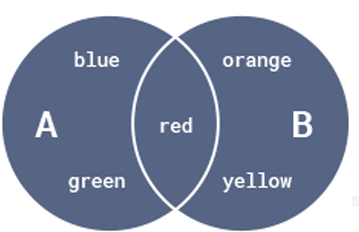 blue
orange
A
red
B
green
yellow